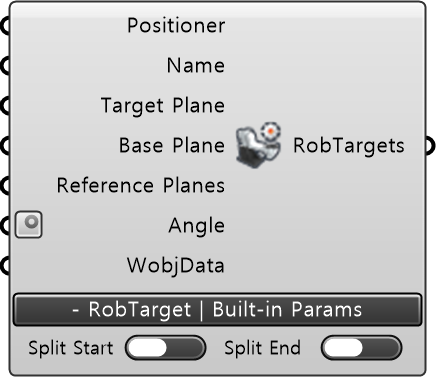 Positioner
Name
Target Plane
Base Plane
RobTargets
Reference Planes
Angle
WobjData
- RobTarget | Built-in Params
Split Start Split End